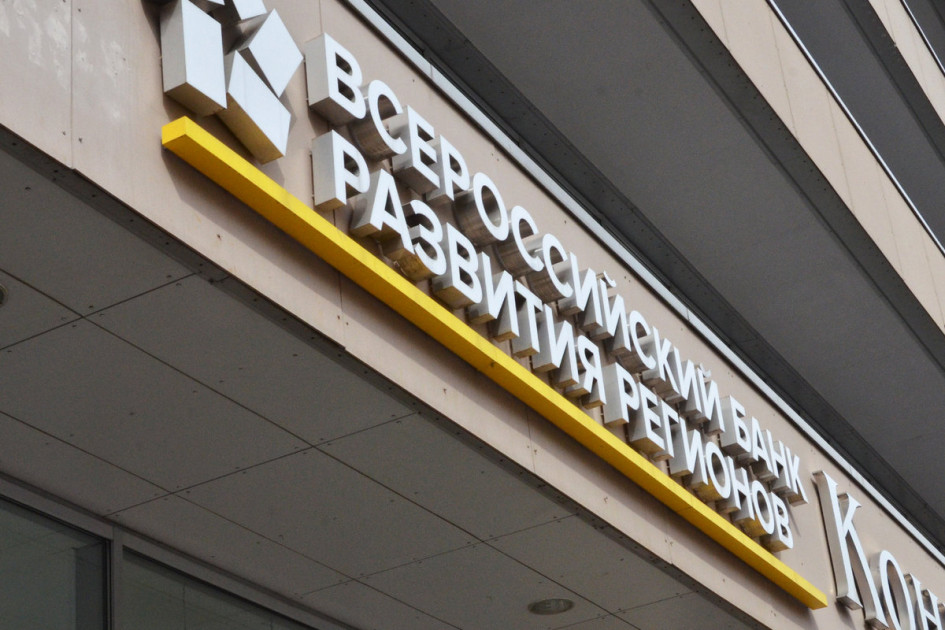 ВСЕРОССИЙСКИЙ БАНК
РАЗВИТИЯ РЕГИОНОВ